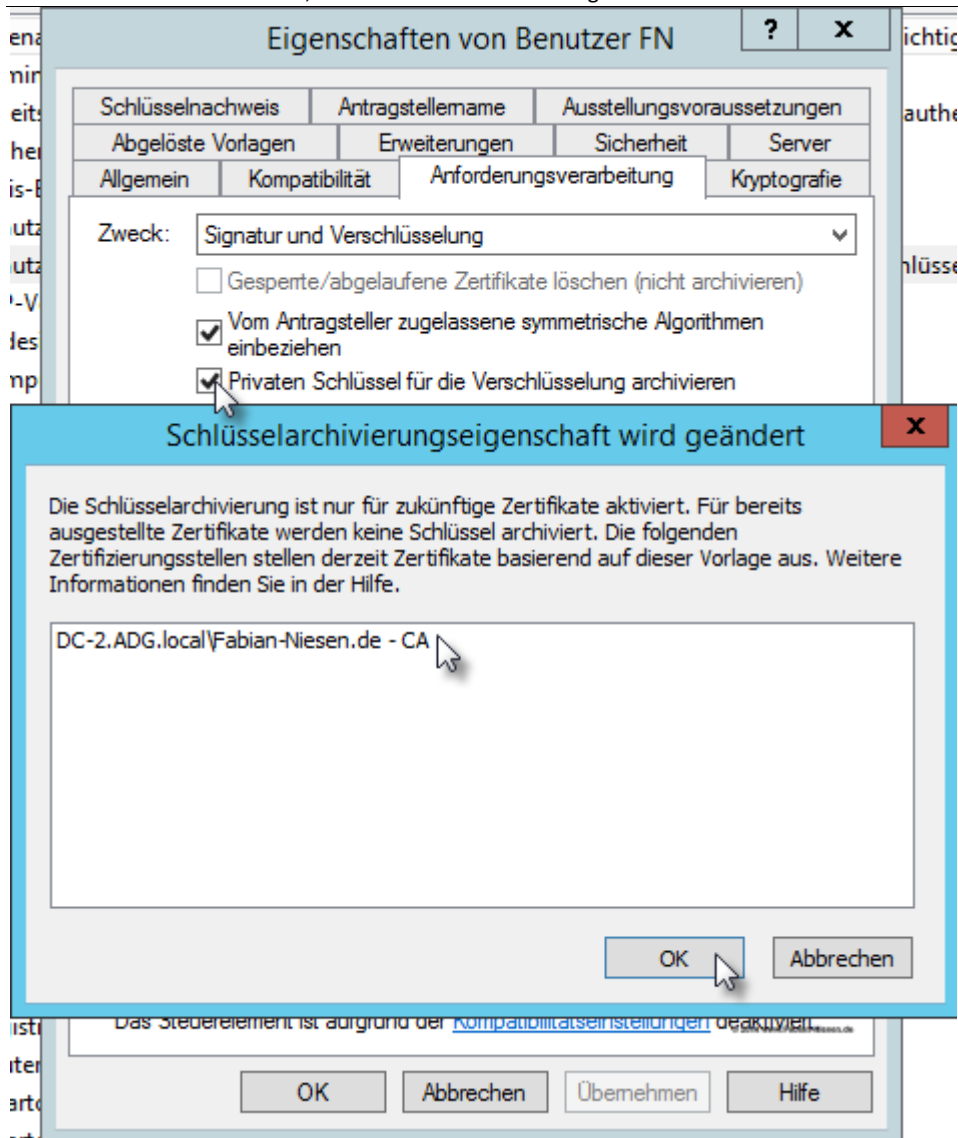 Eigenschaften von Benutzer FN
? x
Schlüsselnachweis Antragstellername Ausstellungsvoraussetzungen
Abgelöste Vorlagen Erweiterungen Sicherheit Server
Allgemein Kompatibilität Anforderungsverarbeitung Kryptografie
Zweck: Signatur und Verschlüsselung
Gesperrte/abgelaufene Zertifikate löschen (nicht archivieren)
Vom Antragsteller zugelassene symmetrische Algorithmen
einbeziehen
Privaten Schlüssel für die Verschlüsselung archivieren
Schlüsselarchivierungseigenschaft wird geändert
x
Die Schlüsselarchivierung ist nur für zukünftige Zertifikate aktiviert. Für bereits
ausgestellte Zertifikate werden keine Schlüssel archiviert. Die folgenden
Zertifizierungsstellen stellen derzeit Zertifikate basierend auf dieser Vorlage aus. Weitere
Informationen finden Sie in der Hilfe.
DC-2.ADG.local\Fabian-Niesen.de - CA
OK Abbrechen
Das Steuerelement ist aufgrund der Kompatibilitätseinstellungen deaktiviert.
OK Abbrechen Übernehmen Hilfe